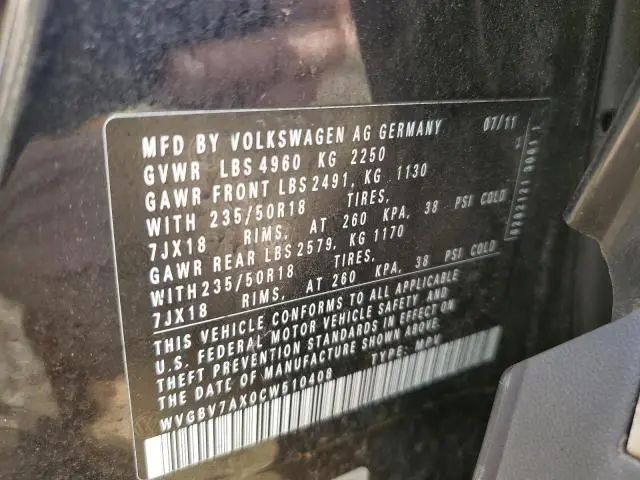 MFD BY VOLKSWAGEN AG GERMANY 07/11
GVWR LBS 4960 KG 2250
GAWR FRONT LBS 2491, KG 1130
WITH 235/50R18 TIRES,
7JX18 RIMS, AT 260 KPA, 38 PSI COLD
GAWR REAR LBS 2579, KG 1170
WITH 235/50R18 TIRES,
7JX18 RIMS, AT 260 KPA, 38 PSI COLD
THIS VEHICLE CONFORMS TO ALL APPLICABLE
U.S. FEDERAL MOTOR VEHICLE SAFETY AND
THEFT PREVENTION STANDARDS IN EFFECT ON
THE DATE OF MANUFACTURE SHOWN ABOVE.
WVGBV7AX0CW510408 TYPE: MPV